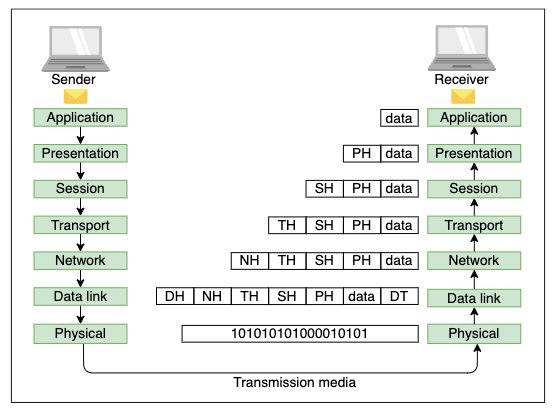 Sender
Receiver
Application
data
Application
Presentation
PH data
Presentation
Session
SH PH data
Session
Transport
TH SH PH data
Transport
Network
NH TH SH PH data
Network
Data link
DH NH TH SH PH data DT
Data link
Physical
101010101000010101
Physical
Transmission media